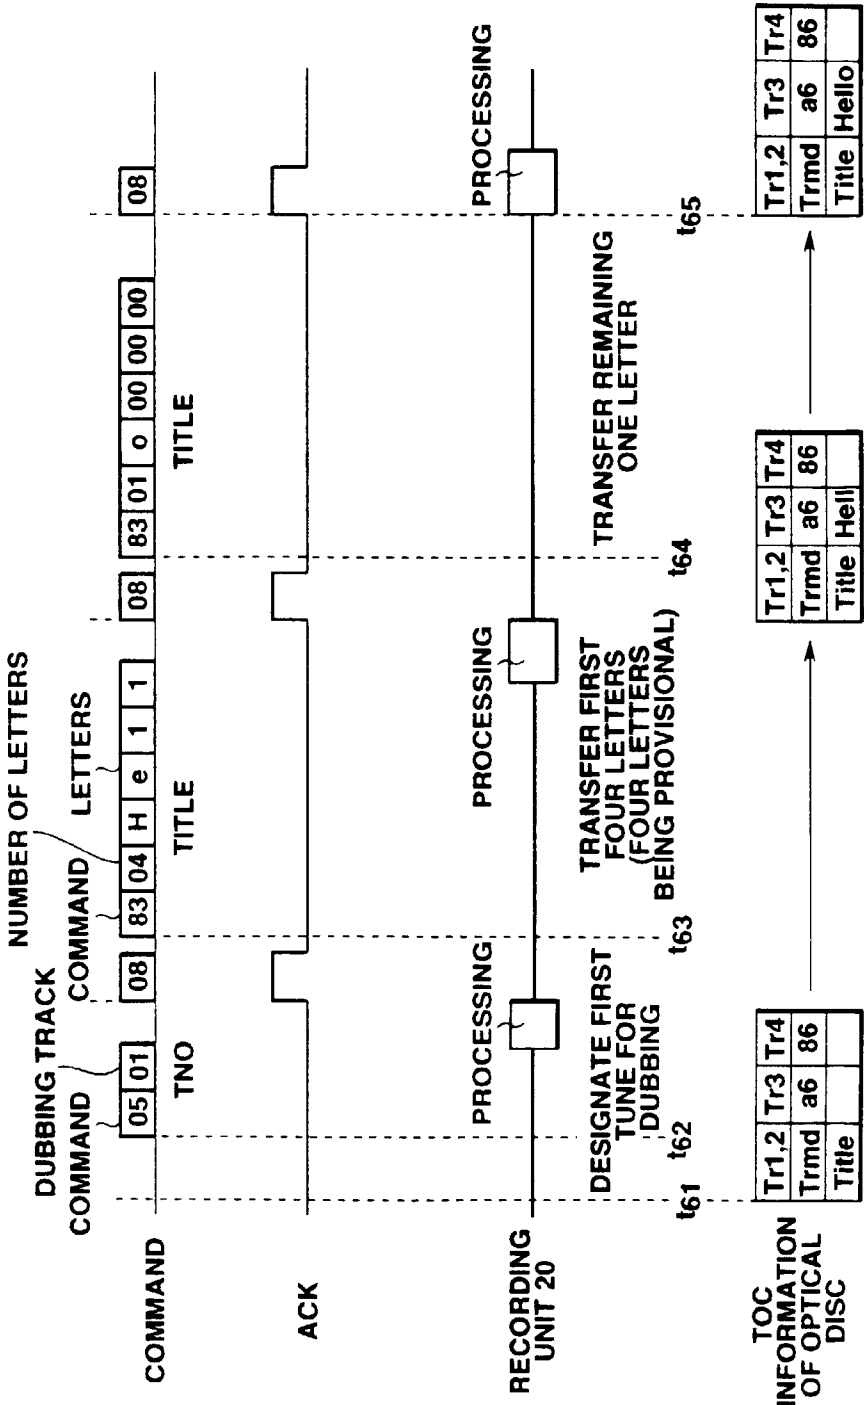 NUMBER OF LETTERS
DUBBING TRACK
COMMAND
COMMAND
LETTERS
COMMAND
05 01
08
83 04 H e 1 1
08
83 01 o 00 00 00
08
TNO
TITLE
TITLE
ACK
RECORDING
UNIT 20
PROCESSING
PROCESSING
PROCESSING
DESIGNATE FIRST
TUNE FOR
DUBBING
TRANSFER FIRST
FOUR LETTERS
(FOUR LETTERS
BEING PROVISIONAL)
TRANSFER REMAINING
ONE LETTER
t61
t62
t63
t64
t65
TOC
INFORMATION
OF OPTICAL
DISC
Tr1,2 Tr3 Tr4
Trmd a6 86
Title
Tr1,2 Tr3 Tr4
Trmd a6 86
Title Hell
Tr1,2 Tr3 Tr4
Trmd a6 86
Title Hello